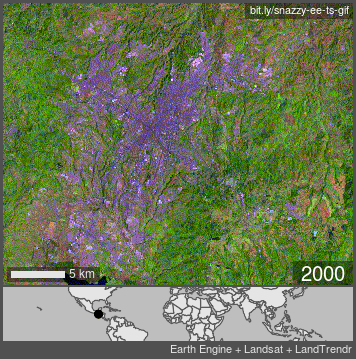 bit.ly/snazzy-ee-ts-gif
5 km
2000
Earth Engine + Landsat + LandTrendr